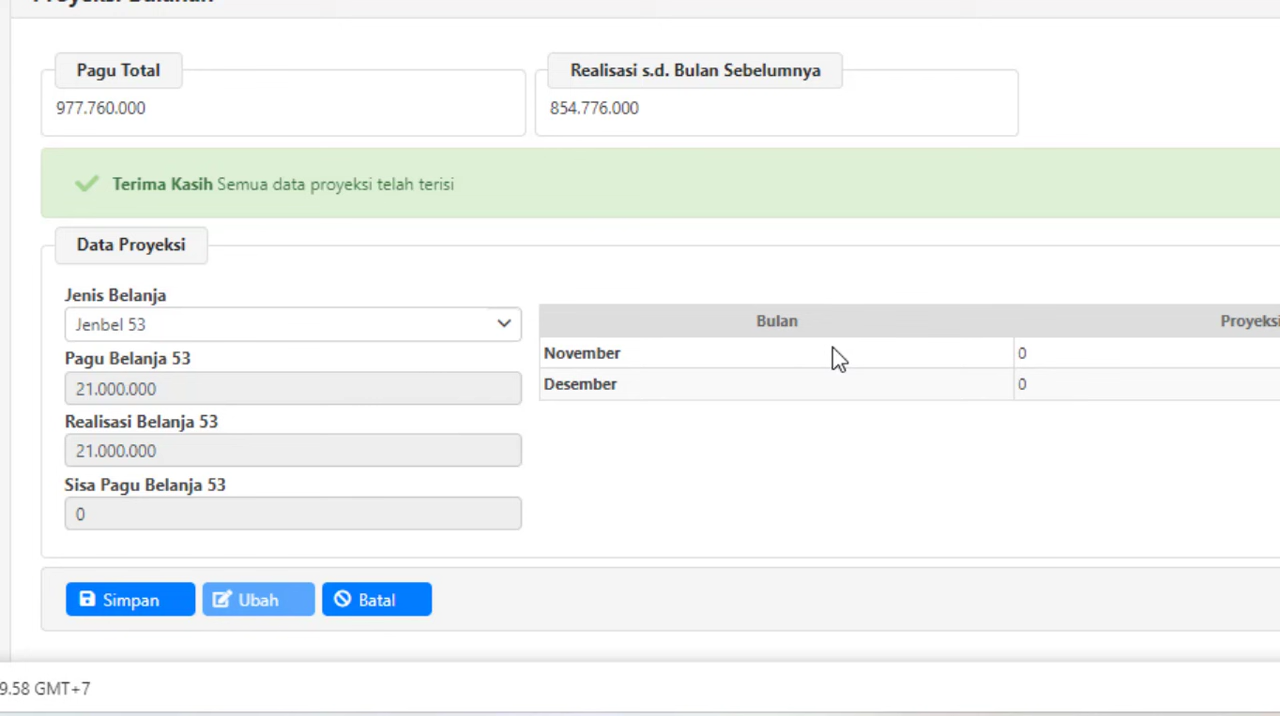 Proyeksi Bulanan
Pagu Total
977.760.000
Realisasi s.d. Bulan Sebelumnya
854.776.000
Terima Kasih Semua data proyeksi telah terisi
Data Proyeksi
Jenis Belanja
Jenbel 53
Pagu Belanja 53
21.000.000
Realisasi Belanja 53
21.000.000
Sisa Pagu Belanja 53
0
Bulan Proyeksi
November 0
Desember 0
Simpan Ubah Batal
9.58 GMT+7